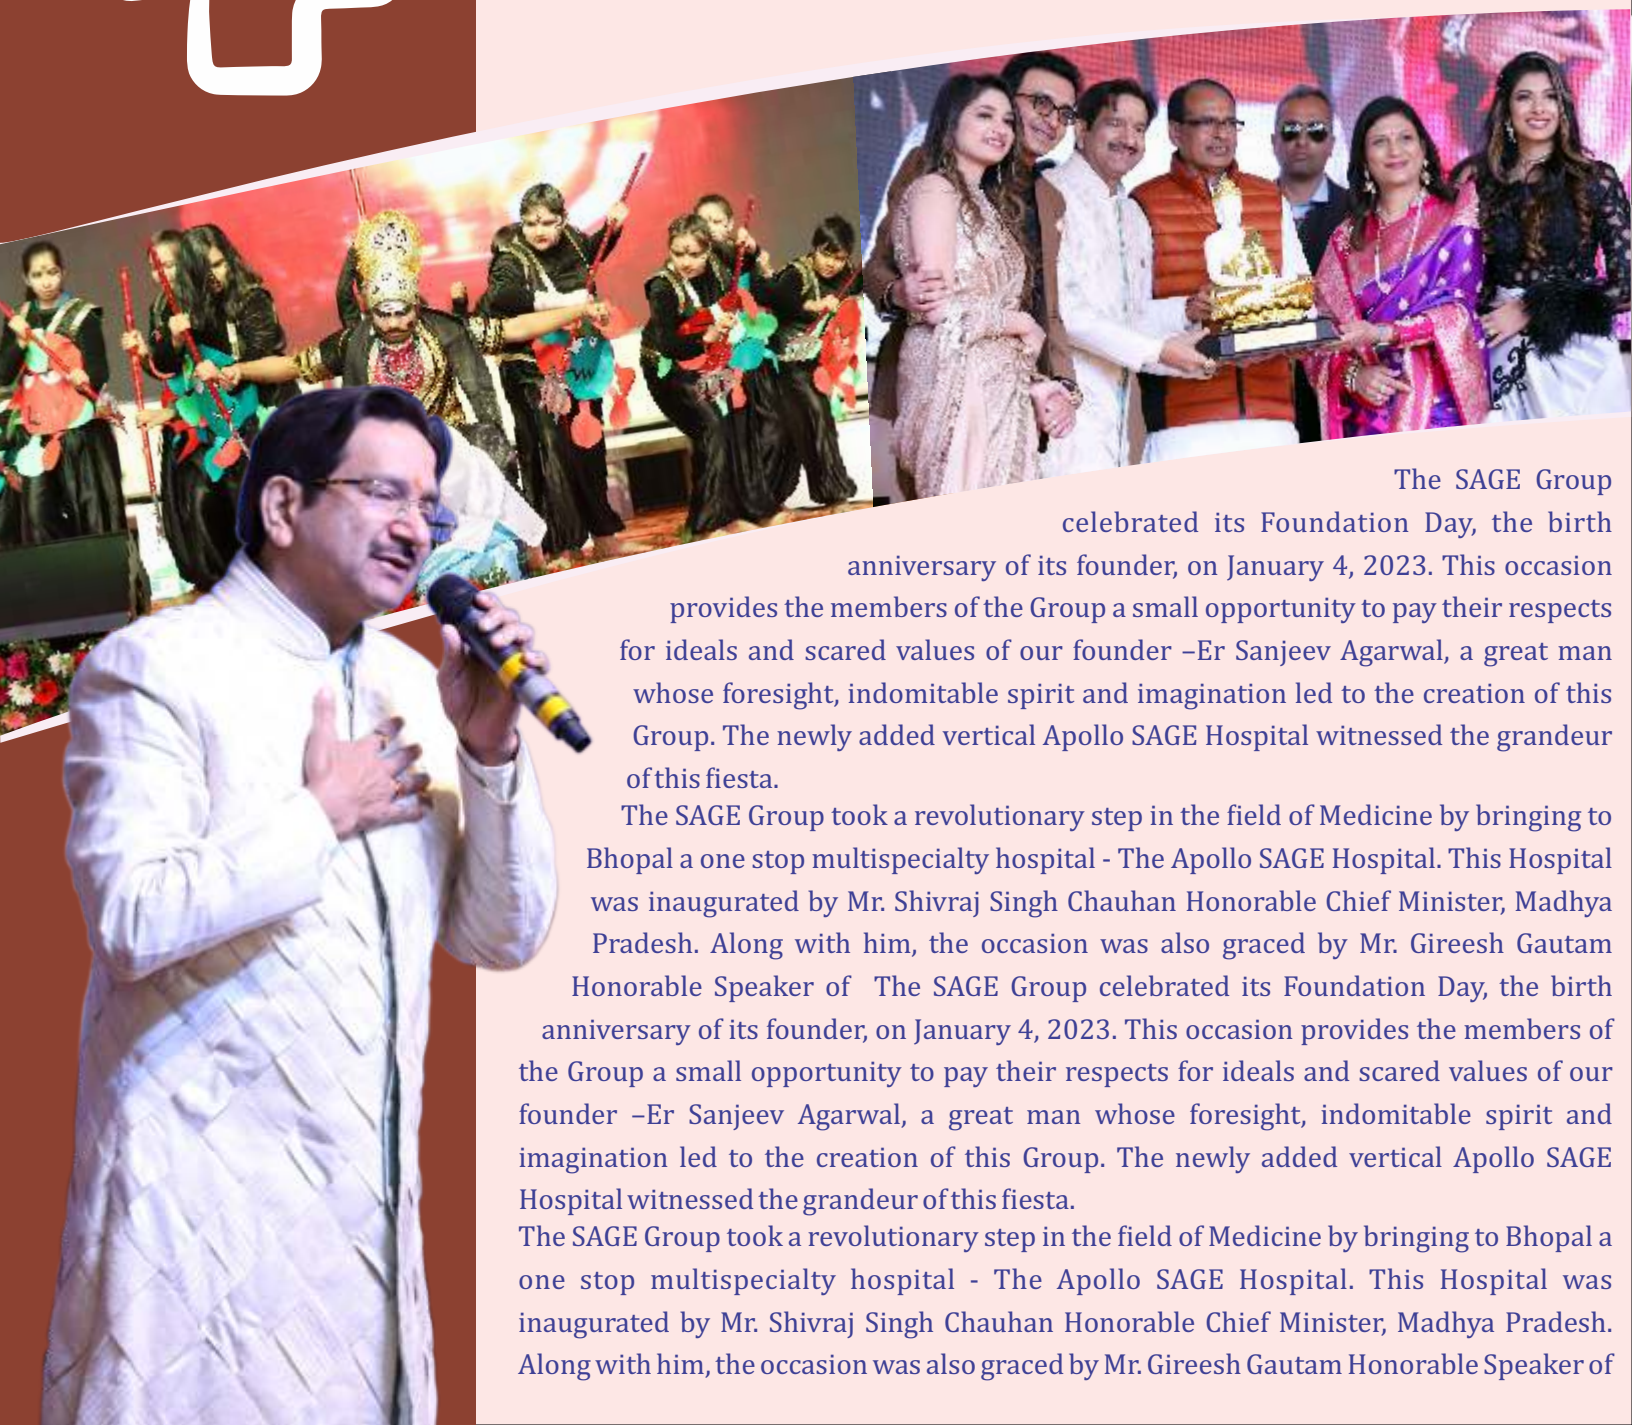 The SAGE Group
celebrated its Foundation Day, the birth
anniversary of its founder, on January 4, 2023. This occasion
provides the members of the Group a small opportunity to pay their respects
for ideals and scared values of our founder –Er Sanjeev Agarwal, a great man
whose foresight, indomitable spirit and imagination led to the creation of this
Group. The newly added vertical Apollo SAGE Hospital witnessed the grandeur
of this fiesta.
The SAGE Group took a revolutionary step in the field of Medicine by bringing to
Bhopal a one stop multispecialty hospital - The Apollo SAGE Hospital. This Hospital
was inaugurated by Mr. Shivraj Singh Chauhan Honorable Chief Minister, Madhya
Pradesh. Along with him, the occasion was also graced by Mr. Gireesh Gautam
Honorable Speaker of The SAGE Group celebrated its Foundation Day, the birth
anniversary of its founder, on January 4, 2023. This occasion provides the members of
the Group a small opportunity to pay their respects for ideals and scared values of our
founder –Er Sanjeev Agarwal, a great man whose foresight, indomitable spirit and
imagination led to the creation of this Group. The newly added vertical Apollo SAGE
Hospital witnessed the grandeur of this fiesta.
The SAGE Group took a revolutionary step in the field of Medicine by bringing to Bhopal a
one stop multispecialty hospital - The Apollo SAGE Hospital. This Hospital was
inaugurated by Mr. Shivraj Singh Chauhan Honorable Chief Minister, Madhya Pradesh.
Along with him, the occasion was also graced by Mr. Gireesh Gautam Honorable Speaker of